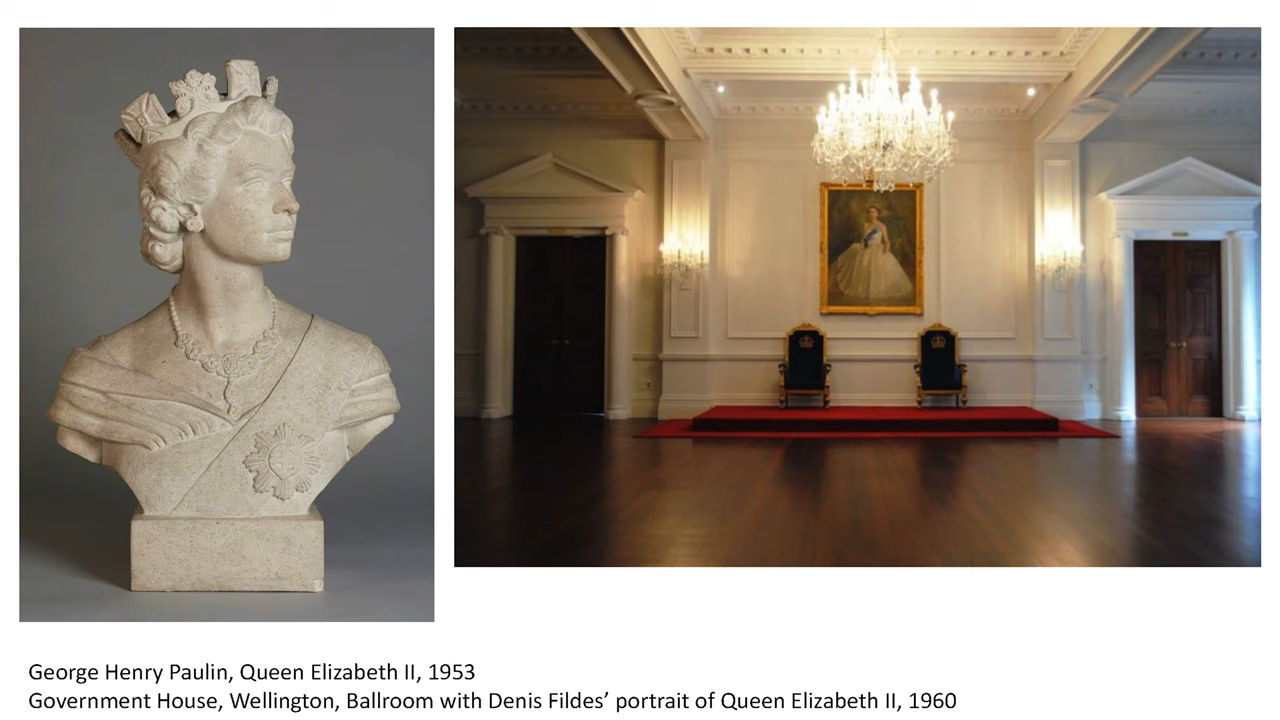 George Henry Paulin, Queen Elizabeth II, 1953
Government House, Wellington, Ballroom with Denis Fildes’ portrait of Queen Elizabeth II, 1960